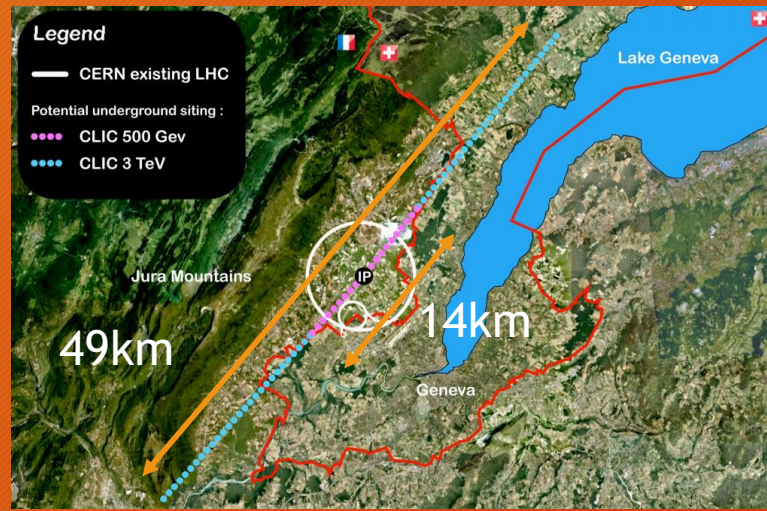 Legend
CERN existing LHC
Potential underground siting :
CLIC 500 Gev
CLIC 3 TeV
Lake Geneva
Jura Mountains
IP
49km
14km
Geneva